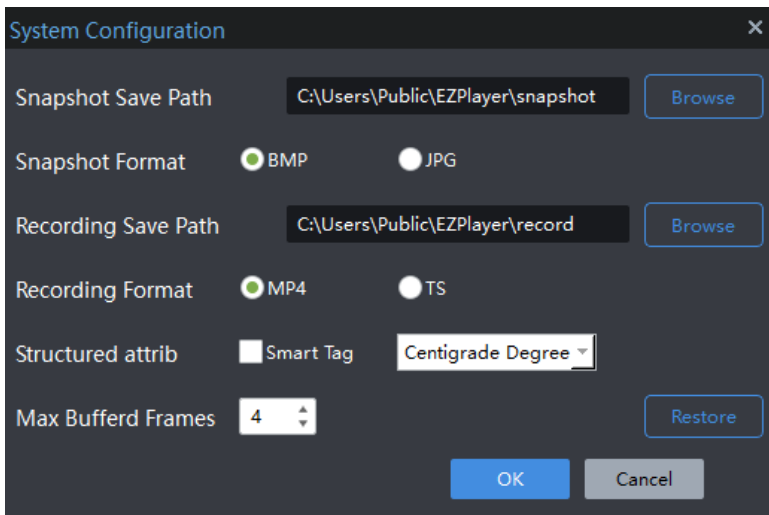 System Configuration
Snapshot Save Path C:\Users\Public\EZPlayer\snapshot Browse
Snapshot Format BMP JPG
Recording Save Path C:\Users\Public\EZPlayer\record Browse
Recording Format MP4 TS
Structured attrib Smart Tag Centigrade Degree
Max Bufferd Frames 4 Restore
OK Cancel